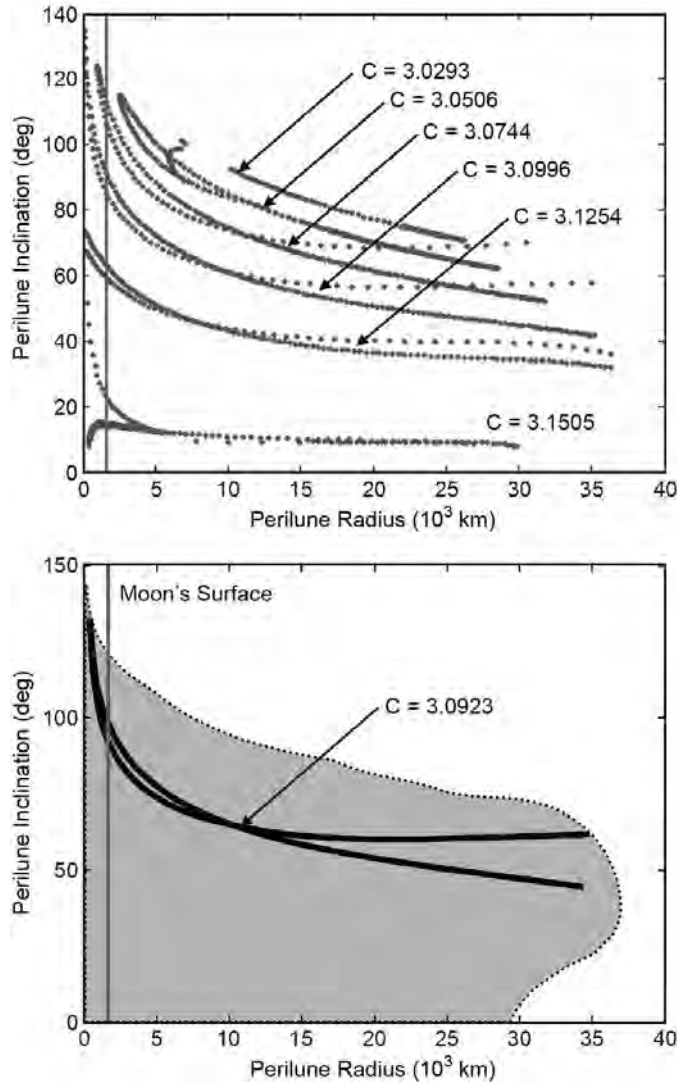 140
120
100
80
60
40
20
0
Perilune Inclination (deg)
C = 3.0293
C = 3.0506
C = 3.0744
C = 3.0996
C = 3.1254
C = 3.1505
0 5 10 15 20 25 30 35 40
Perilune Radius (10³ km)
150
100
50
0
Perilune Inclination (deg)
Moon's Surface
C = 3.0923
0 5 10 15 20 25 30 35 40
Perilune Radius (10³ km)